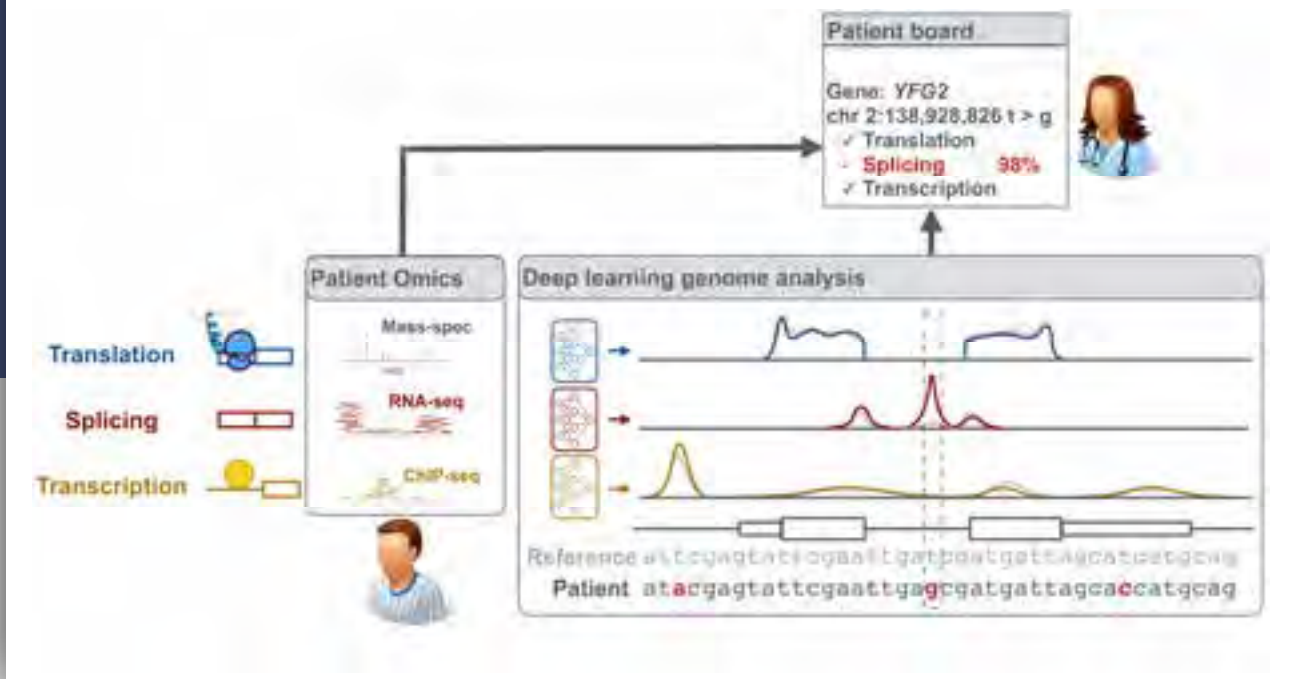 Patient board
Gene: YFG2
chr 2:138,928,826 t > g
✓ Translation
- Splicing 98%
✓ Transcription
Patient Omics
Deep learning genome analysis
Mass-spec
Translation
RNA-seq
Splicing
ChIP-seq
Transcription
Reference
Patient atacgagtattcgaattgagcgatgattagcaccatgcag